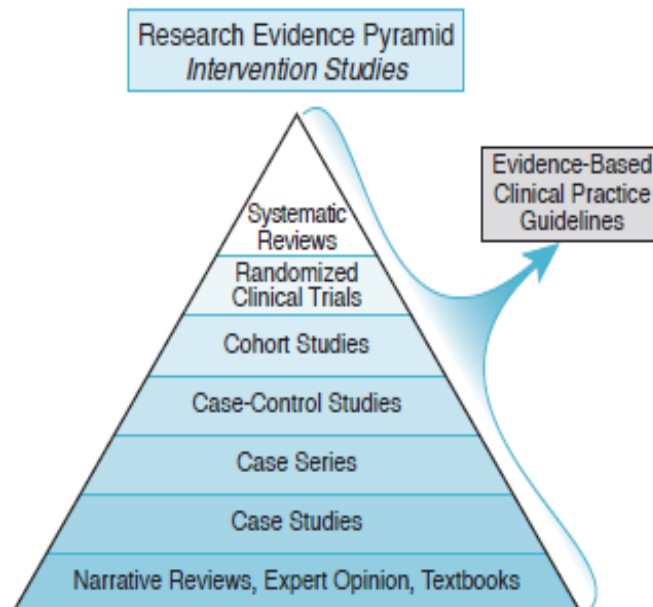 Research Evidence Pyramid
Intervention Studies
Evidence-Based
Clinical Practice
Guidelines
Systematic
Reviews
Randomized
Clinical Trials
Cohort Studies
Case-Control Studies
Case Series
Case Studies
Narrative Reviews, Expert Opinion, Textbooks